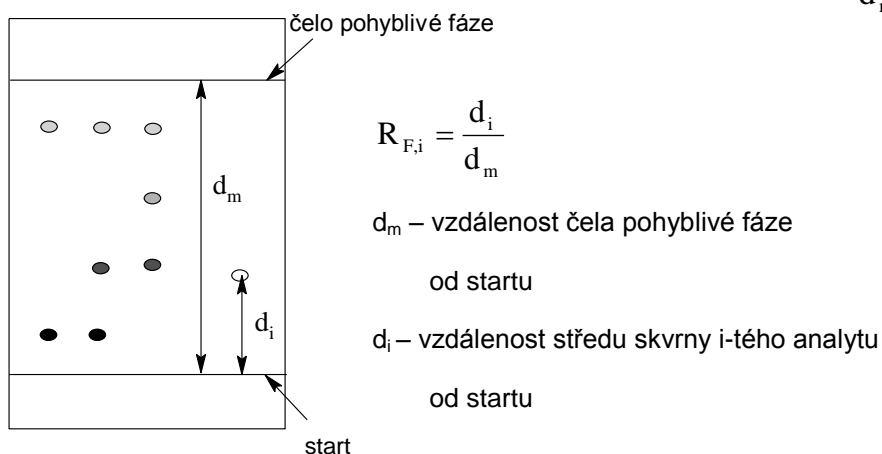 čelo pohyblivé fáze
R_F,i = d_i / d_m
d_m
d_m – vzdálenost čela pohyblivé fáze
od startu
d_i
d_i – vzdálenost středu skvrny i-tého analytu
od startu
start